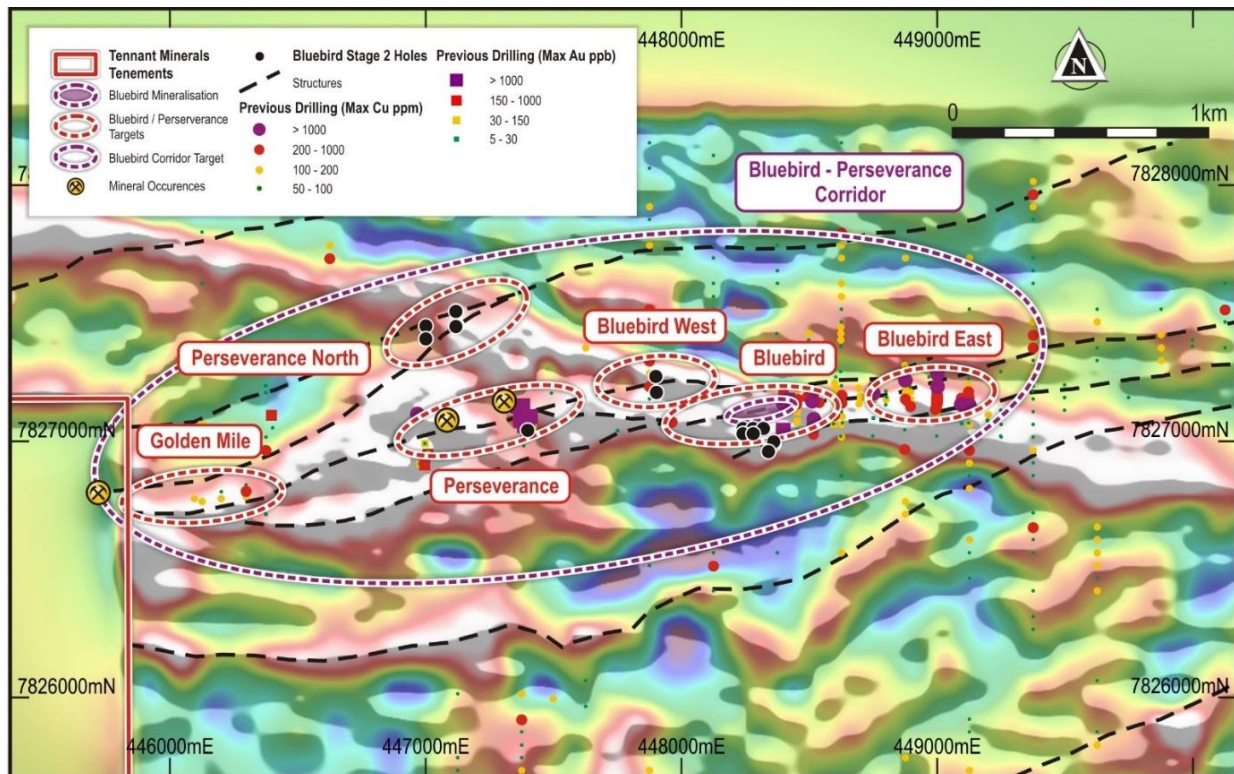 448000mE
449000mE
Tennant Minerals
Tenements
Bluebird Mineralisation
Bluebird / Perseverance
Targets
Bluebird Corridor Target
Mineral Occurences
Bluebird Stage 2 Holes
Structures
Previous Drilling (Max Cu ppm)
> 1000
200 - 1000
100 - 200
50 - 100
Previous Drilling (Max Au ppb)
> 1000
150 - 1000
30 - 150
5 - 30
N
0
1km
7828000mN
Bluebird - Perseverance
Corridor
Perseverance North
Bluebird West
Bluebird
Bluebird East
7827000mN
Golden Mile
Perseverance
7827000mN
7826000mN
7826000mN
446000mE
447000mE
448000mE
449000mE